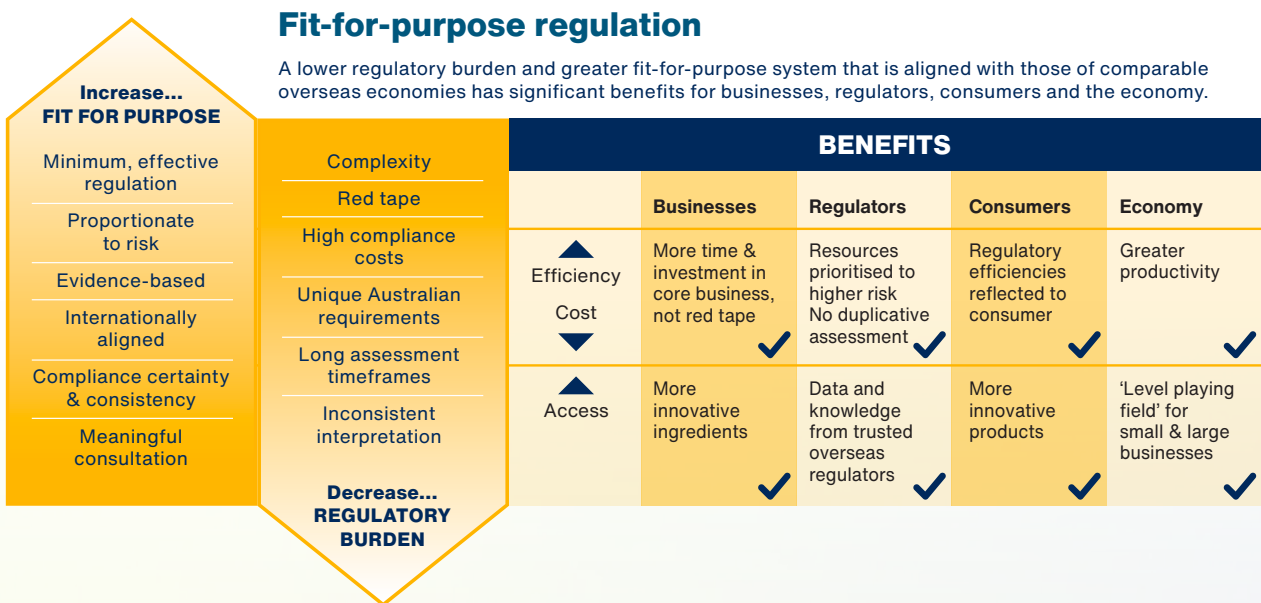 Fit-for-purpose regulation
A lower regulatory burden and greater fit-for-purpose system that is aligned with those of comparable
overseas economies has significant benefits for businesses, regulators, consumers and the economy.
Increase...
FIT FOR PURPOSE
Minimum, effective
regulation
Proportionate
to risk
Evidence-based
Internationally
aligned
Compliance certainty
& consistency
Meaningful
consultation
Complexity
Red tape
High compliance
costs
Unique Australian
requirements
Long assessment
timeframes
Inconsistent
interpretation
Decrease...
REGULATORY
BURDEN
BENEFITS
Businesses
Regulators
Consumers
Economy
Efficiency
Cost
More time &
investment in
core business,
not red tape
Resources
prioritised to
higher risk
No duplicative
assessment
Regulatory
efficiencies
reflected to
consumer
Greater
productivity
Access
More
innovative
ingredients
Data and
knowledge
from trusted
overseas
regulators
More
innovative
products
‘Level playing
field’ for
small & large
businesses